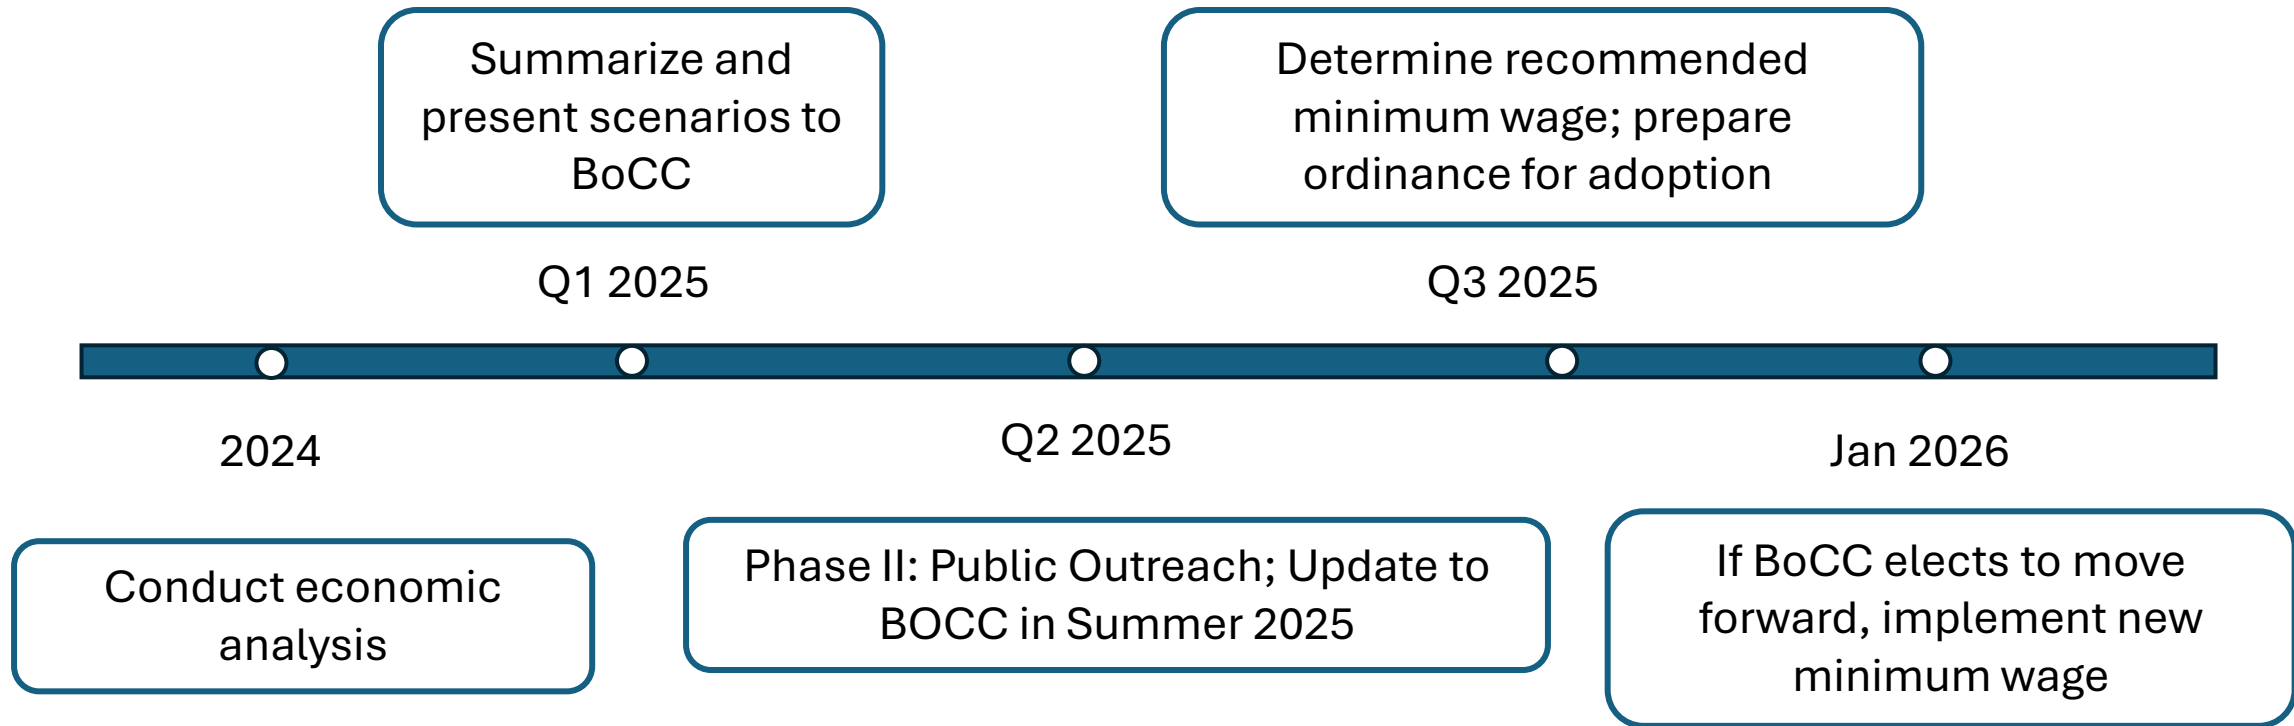 Summarize and
present scenarios to
BoCC
Determine recommended
minimum wage; prepare
ordinance for adoption
Q1 2025
Q3 2025
2024
Q2 2025
Jan 2026
Conduct economic
analysis
Phase II: Public Outreach; Update to
BOCC in Summer 2025
If BoCC elects to move
forward, implement new
minimum wage